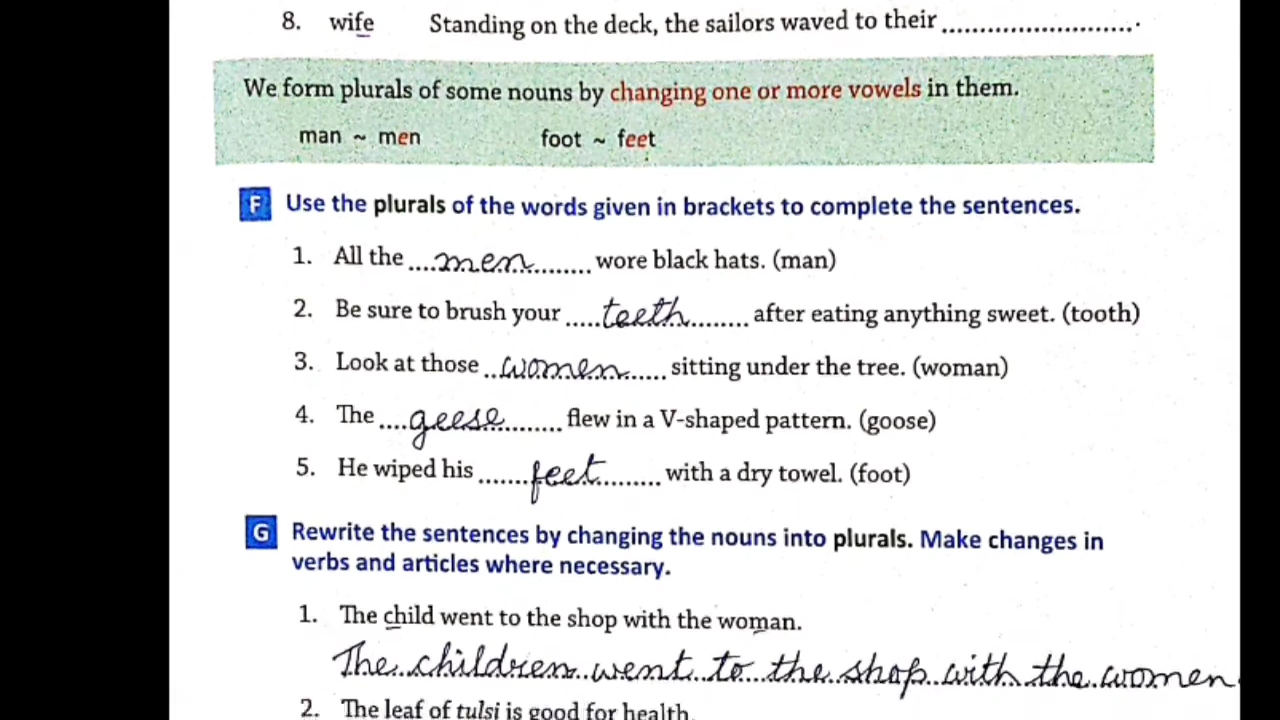 8. wife Standing on the deck, the sailors waved to their ..........................
We form plurals of some nouns by changing one or more vowels in them.
man ~ men foot ~ feet
F Use the plurals of the words given in brackets to complete the sentences.
1. All the ....men........ wore black hats. (man)
2. Be sure to brush your .....teeth........ after eating anything sweet. (tooth)
3. Look at those ..women...... sitting under the tree. (woman)
4. The ....geese........ flew in a V-shaped pattern. (goose)
5. He wiped his .......feet......... with a dry towel. (foot)
G Rewrite the sentences by changing the nouns into plurals. Make changes in
verbs and articles where necessary.
1. The child went to the shop with the woman.
The children went to the shop with the women
2. The leaf of tulsi is good for health.